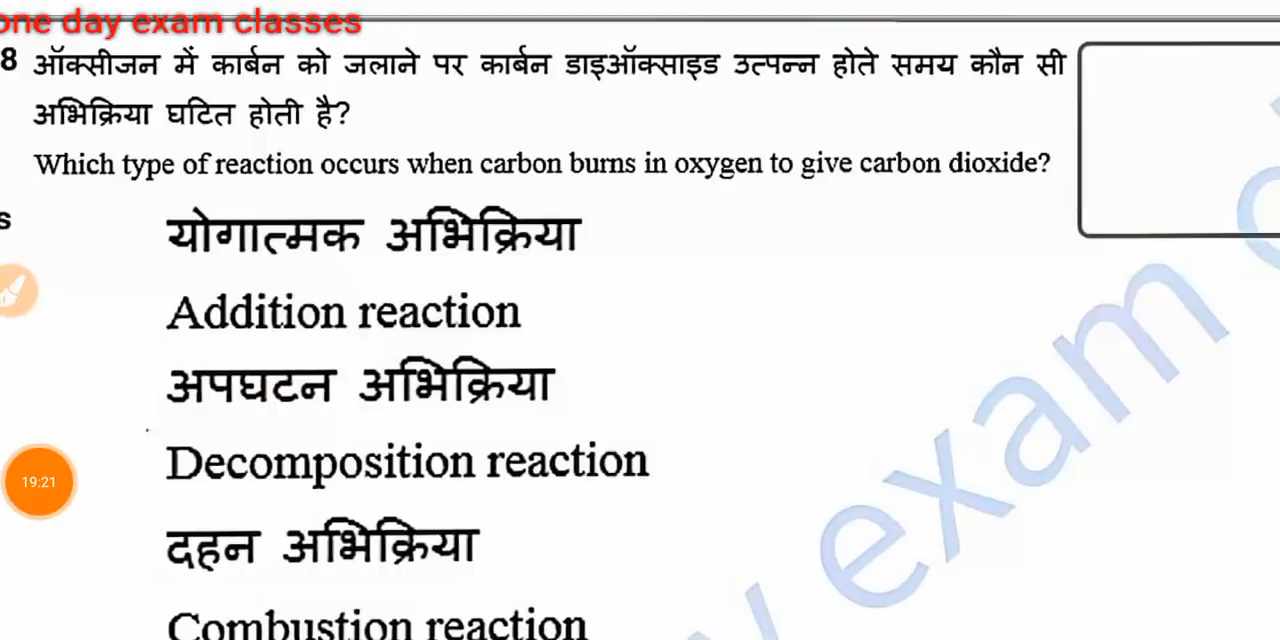 one day exam classes
8 ऑक्सीजन में कार्बन को जलाने पर कार्बन डाइऑक्साइड उत्पन्न होते समय कौन सी
अभिक्रिया घटित होती है?
Which type of reaction occurs when carbon burns in oxygen to give carbon dioxide?
s
योगात्मक अभिक्रिया
Addition reaction
अपघटन अभिक्रिया
Decomposition reaction
19:21
दहन अभिक्रिया
Combustion reaction
y exam